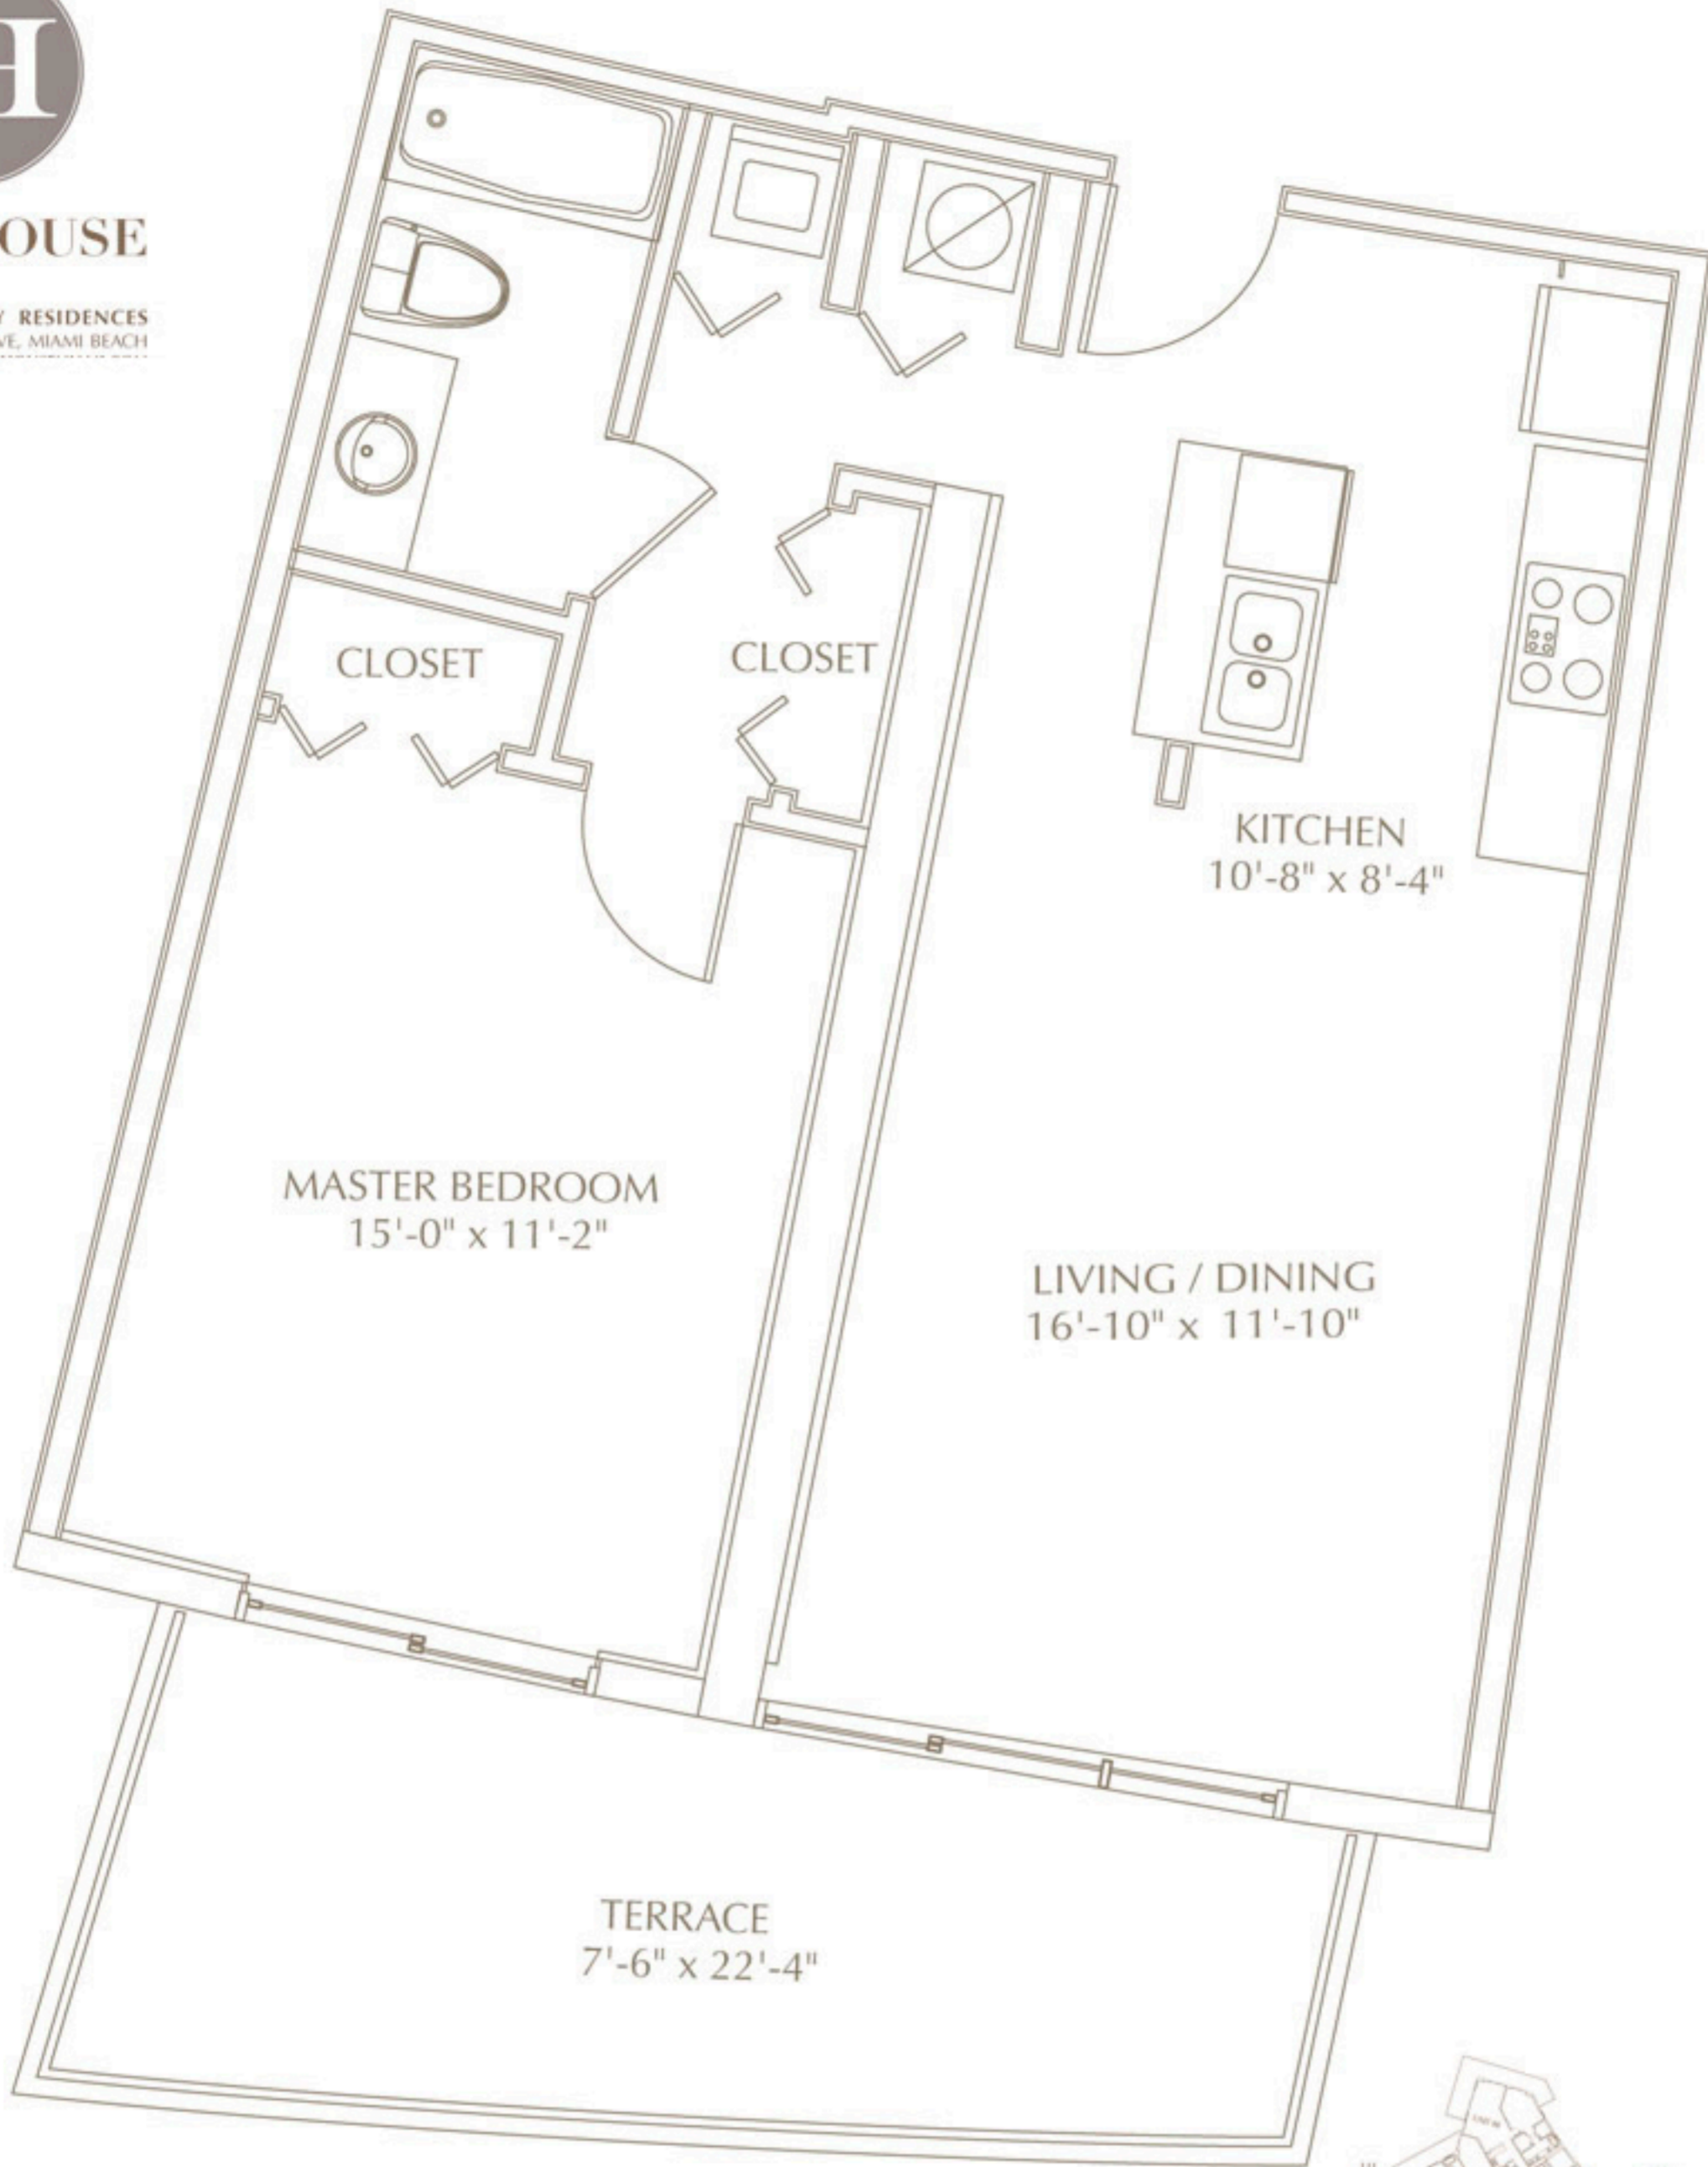 H
OUSE
Y RESIDENCES
VE, MIAMI BEACH
CLOSET
CLOSET
KITCHEN
10'-8" x 8'-4"
MASTER BEDROOM
15'-0" x 11'-2"
LIVING / DINING
16'-10" x 11'-10"
TERRACE
7'-6" x 22'-4"